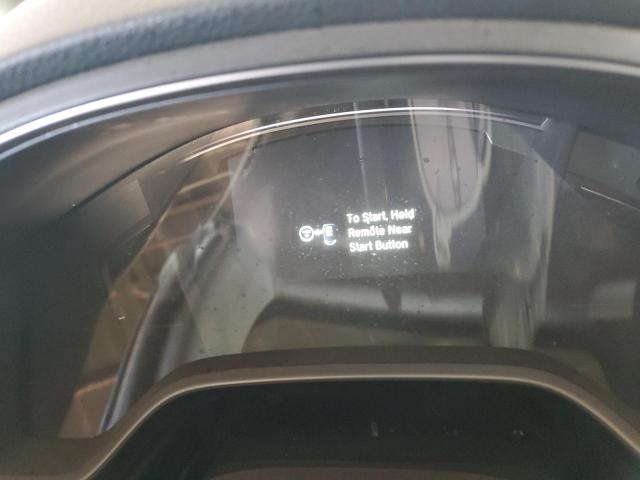 To Start, Hold
Remote Near
Start Button